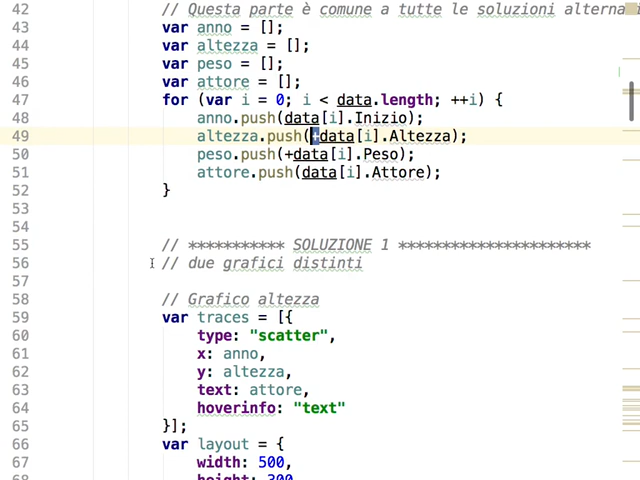 42 // Questa parte è comune a tutte le soluzioni
43 var anno = [];
44 var altezza = [];
45 var peso = [];
46 var attore = [];
47 for (var i = 0; i < data.length; ++i) {
48 anno.push(data[i].Inizio);
49 altezza.push(+data[i].Altezza);
50 peso.push(+data[i].Peso);
51 attore.push(data[i].Attore);
52 }
53
54
55 // *********** SOLUZIONE 1 **********************
56 // due grafici distinti
57
58 // Grafico altezza
59 var traces = [{
60 type: "scatter",
61 x: anno,
62 y: altezza,
63 text: attore,
64 hoverinfo: "text"
65 }];
66 var layout = {
67 width: 500,
68 height: 300